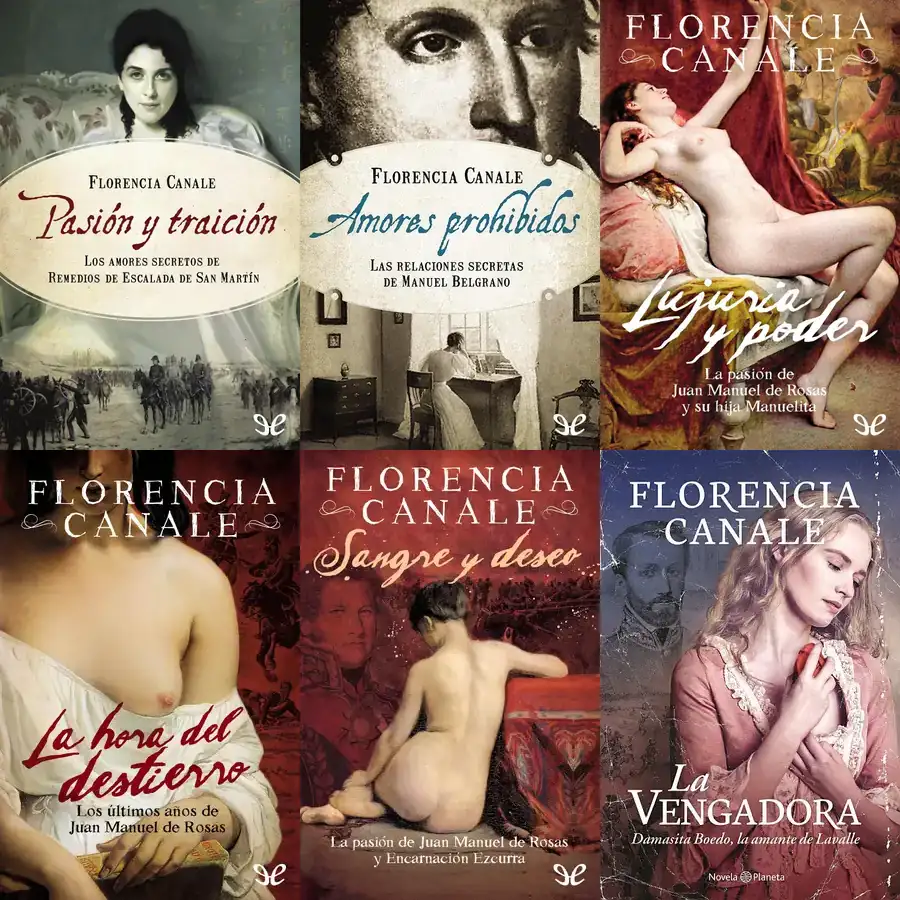 FLORENCIA CANALE
Pasión y traición
LOS AMORES SECRETOS DE
REMEDIOS DE ESCALADA DE SAN MARTÍN
FLORENCIA CANALE
Amores prohibidos
LAS RELACIONES SECRETAS
DE MANUEL BELGRANO
FLORENCIA
CANALE
Lujuria
y poder
La pasión de
Juan Manuel de Rosas
y su hija Manuelita
FLORENCIA
CANALE
La hora del
destierro
Los últimos años de
Juan Manuel de Rosas
FLORENCIA
CANALE
Sangre y deseo
La pasión de Juan Manuel de Rosas
y Encarnación Ezcurra
FLORENCIA
CANALE
La
VENGADORA
Damasita Boedo, la amante de Lavalle
Novela Planeta